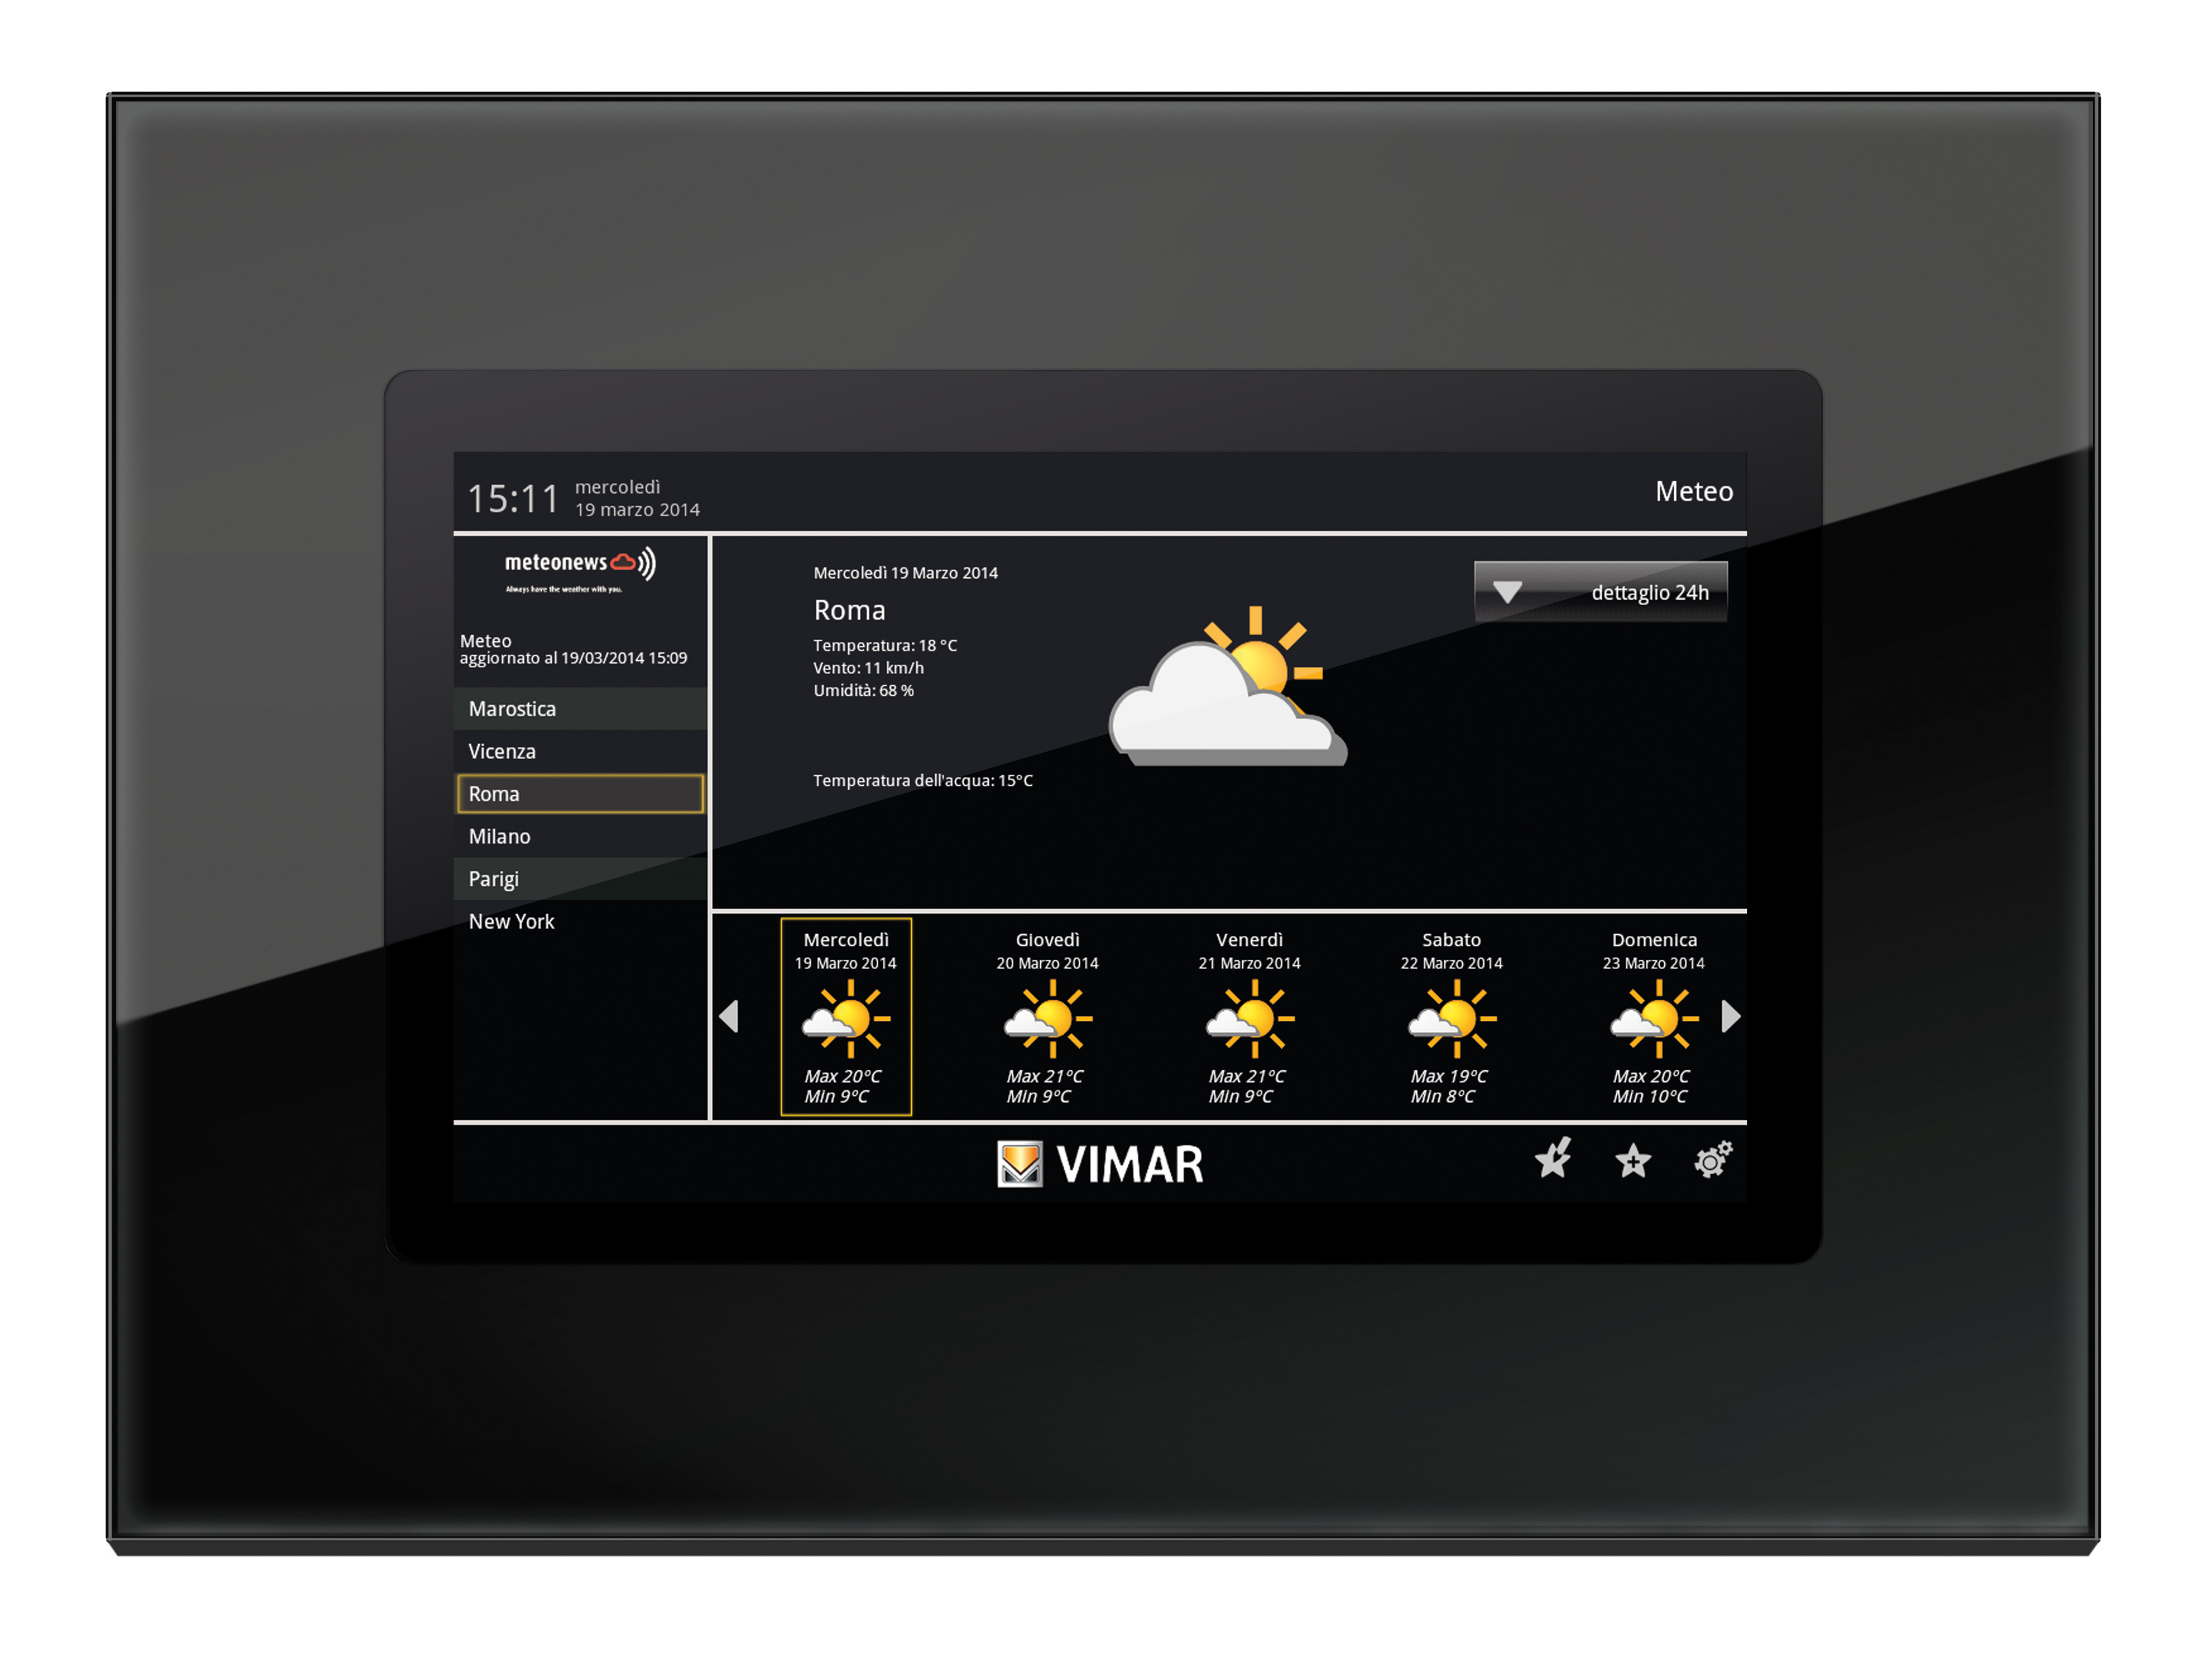 15:11
mercoledì
19 marzo 2014
Meteo
meteonews
Always have the weather with you.
Meteo
aggiornato al 19/03/2014 15:09
Marostica
Vicenza
Roma
Milano
Parigi
New York
Mercoledì 19 Marzo 2014
Roma
Temperatura: 18 °C
Vento: 11 km/h
Umidità: 68 %
Temperatura dell'acqua: 15°C
dettaglio 24h
Mercoledì
19 Marzo 2014
Max 20°C
Min 9°C
Giovedì
20 Marzo 2014
Max 21°C
Min 9°C
Venerdì
21 Marzo 2014
Max 21°C
Min 9°C
Sabato
22 Marzo 2014
Max 19°C
Min 8°C
Domenica
23 Marzo 2014
Max 20°C
Min 10°C
VIMAR